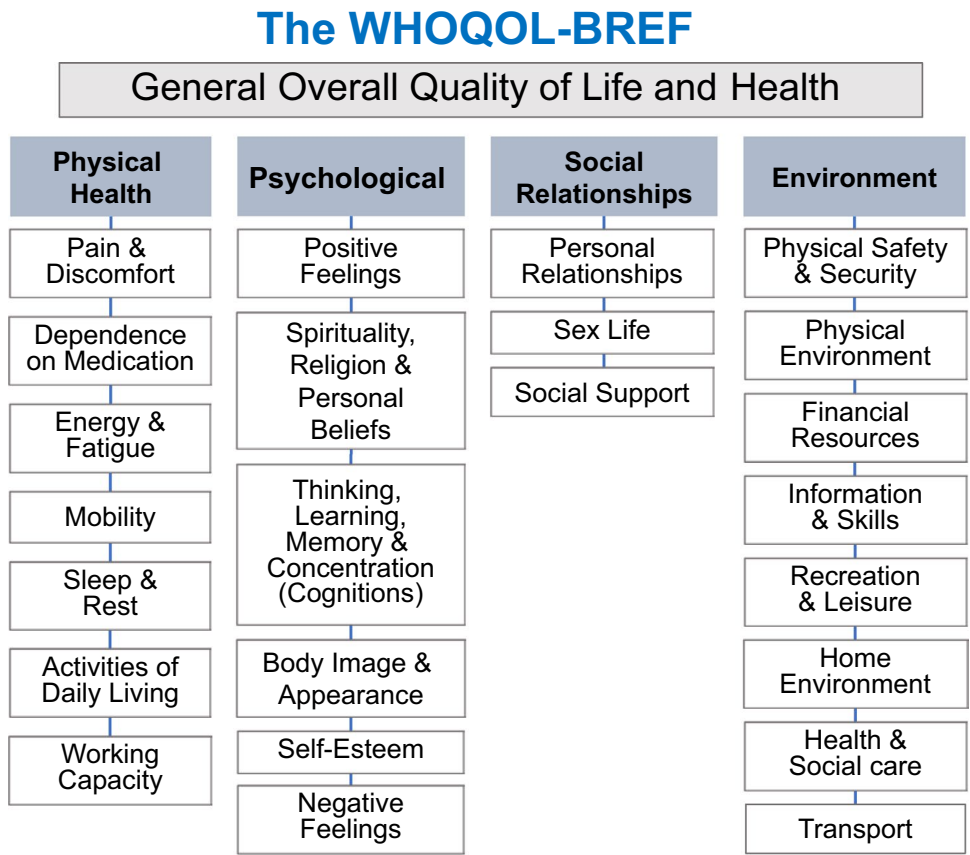 The WHOQOL-BREF
General Overall Quality of Life and Health
Physical
Health
Pain &
Discomfort
Dependence
on Medication
Energy &
Fatigue
Mobility
Sleep &
Rest
Activities of
Daily Living
Working
Capacity
Psychological
Positive
Feelings
Spirituality,
Religion &
Personal
Beliefs
Thinking,
Learning,
Memory &
Concentration
(Cognitions)
Body Image &
Appearance
Self-Esteem
Negative
Feelings
Social
Relationships
Personal
Relationships
Sex Life
Social Support
Environment
Physical Safety
& Security
Physical
Environment
Financial
Resources
Information
& Skills
Recreation
& Leisure
Home
Environment
Health &
Social care
Transport